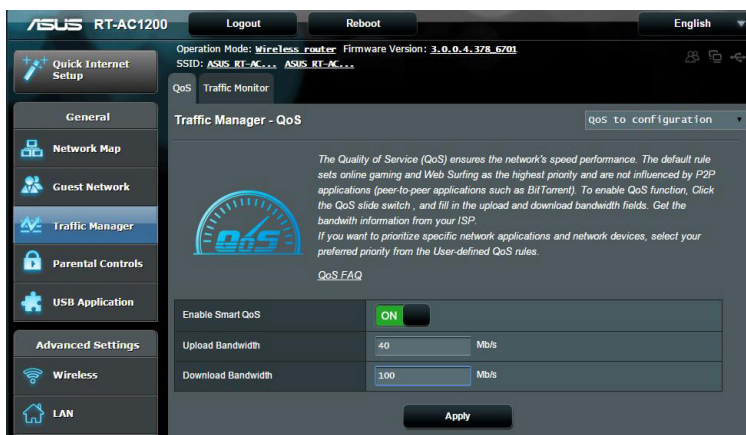 ASUS RT-AC1200 Logout Reboot English
Operation Mode: Wireless router Firmware Version: 3.0.0.4.378_6701
SSID: ASUS_RT-AC... ASUS_RT-AC...
Quick Internet
Setup
QoS Traffic Monitor
General
Network Map
Guest Network
Traffic Manager
Parental Controls
USB Application
Advanced Settings
Wireless
LAN
Traffic Manager - QoS
QoS to configuration
QoS
The Quality of Service (QoS) ensures the network's speed performance. The default rule
sets online gaming and Web Surfing as the highest priority and are not influenced by P2P
applications (peer-to-peer applications such as BitTorrent). To enable QoS function, Click
the QoS slide switch , and fill in the upload and download bandwidth fields. Get the
bandwith information from your ISP.
If you want to prioritize specific network applications and network devices, select your
preferred priority from the User-defined QoS rules.
QoS FAQ
Enable Smart QoS ON
Upload Bandwidth 40 Mb/s
Download Bandwidth 100 Mb/s
Apply